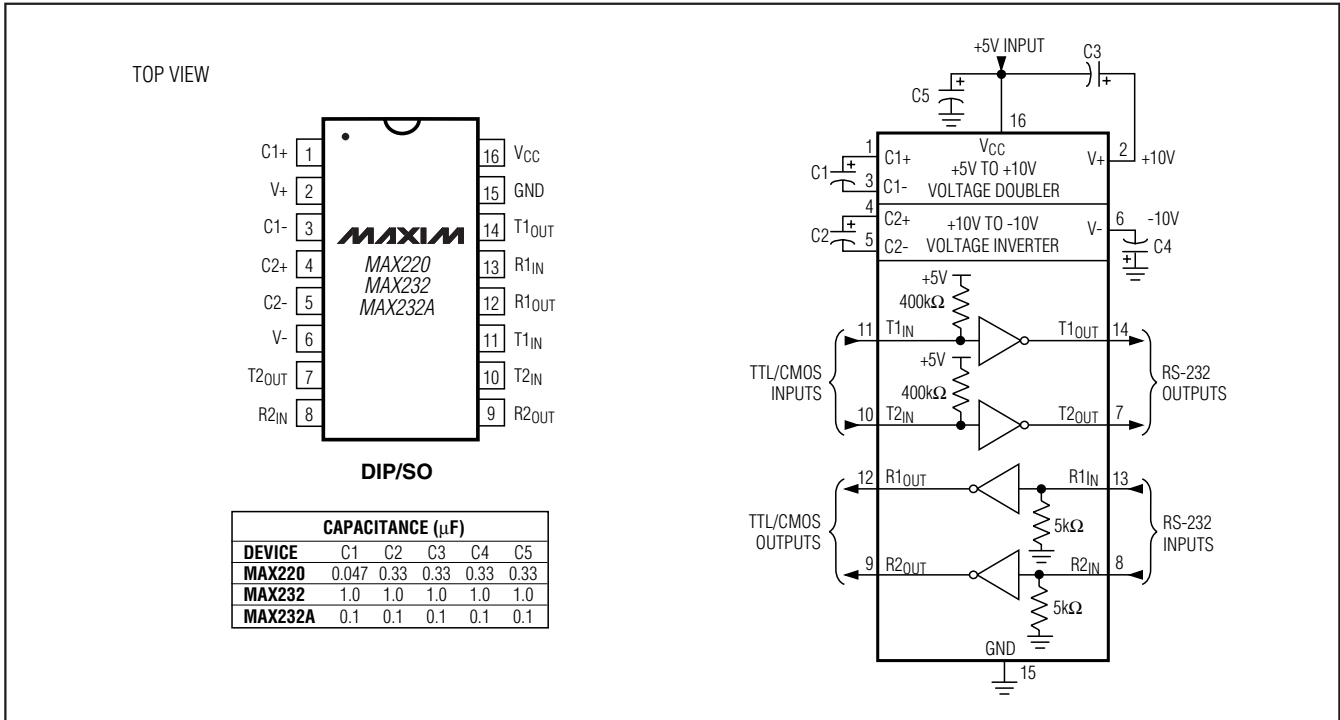 TOP VIEW
C1+ 1
V+ 2
C1- 3
C2+ 4
C2- 5
V- 6
T2OUT 7
R2IN 8
16 VCC
15 GND
14 T1OUT
13 R1IN
12 R1OUT
11 T1IN
10 T2IN
9 R2OUT
MAXIM
MAX220
MAX232
MAX232A
DIP/SO
CAPACITANCE (μF)
DEVICE C1 C2 C3 C4 C5
MAX220 0.047 0.33 0.33 0.33 0.33
MAX232 1.0 1.0 1.0 1.0 1.0
MAX232A 0.1 0.1 0.1 0.1 0.1
+5V INPUT
C3
+
C5
+
16
VCC
1
C1+
+5V TO +10V
VOLTAGE DOUBLER
V+
2
+10V
C1
+
3
C1-
4
C2+
+10V TO -10V
VOLTAGE INVERTER
V-
6
-10V
C2
+
5
C2-
C4
+
+5V
400kΩ
11 T1IN
T1OUT 14
+5V
400kΩ
TTL/CMOS
INPUTS
RS-232
OUTPUTS
10 T2IN
T2OUT 7
12 R1OUT
R1IN 13
5kΩ
TTL/CMOS
OUTPUTS
RS-232
INPUTS
9 R2OUT
R2IN 8
5kΩ
GND
15